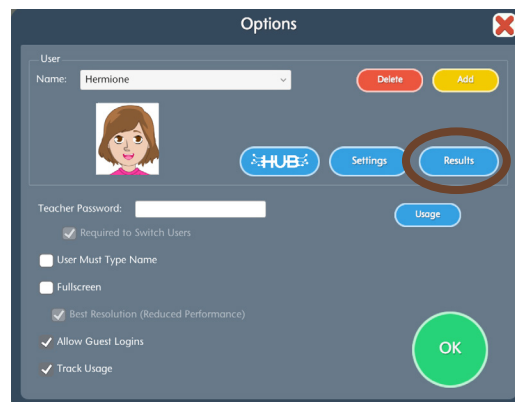 Options
User
Name: Hermione Delete Add
HUB Settings Results
Teacher Password: Usage
Required to Switch Users
User Must Type Name
Fullscreen
Best Resolution (Reduced Performance)
Allow Guest Logins
OK
Track Usage